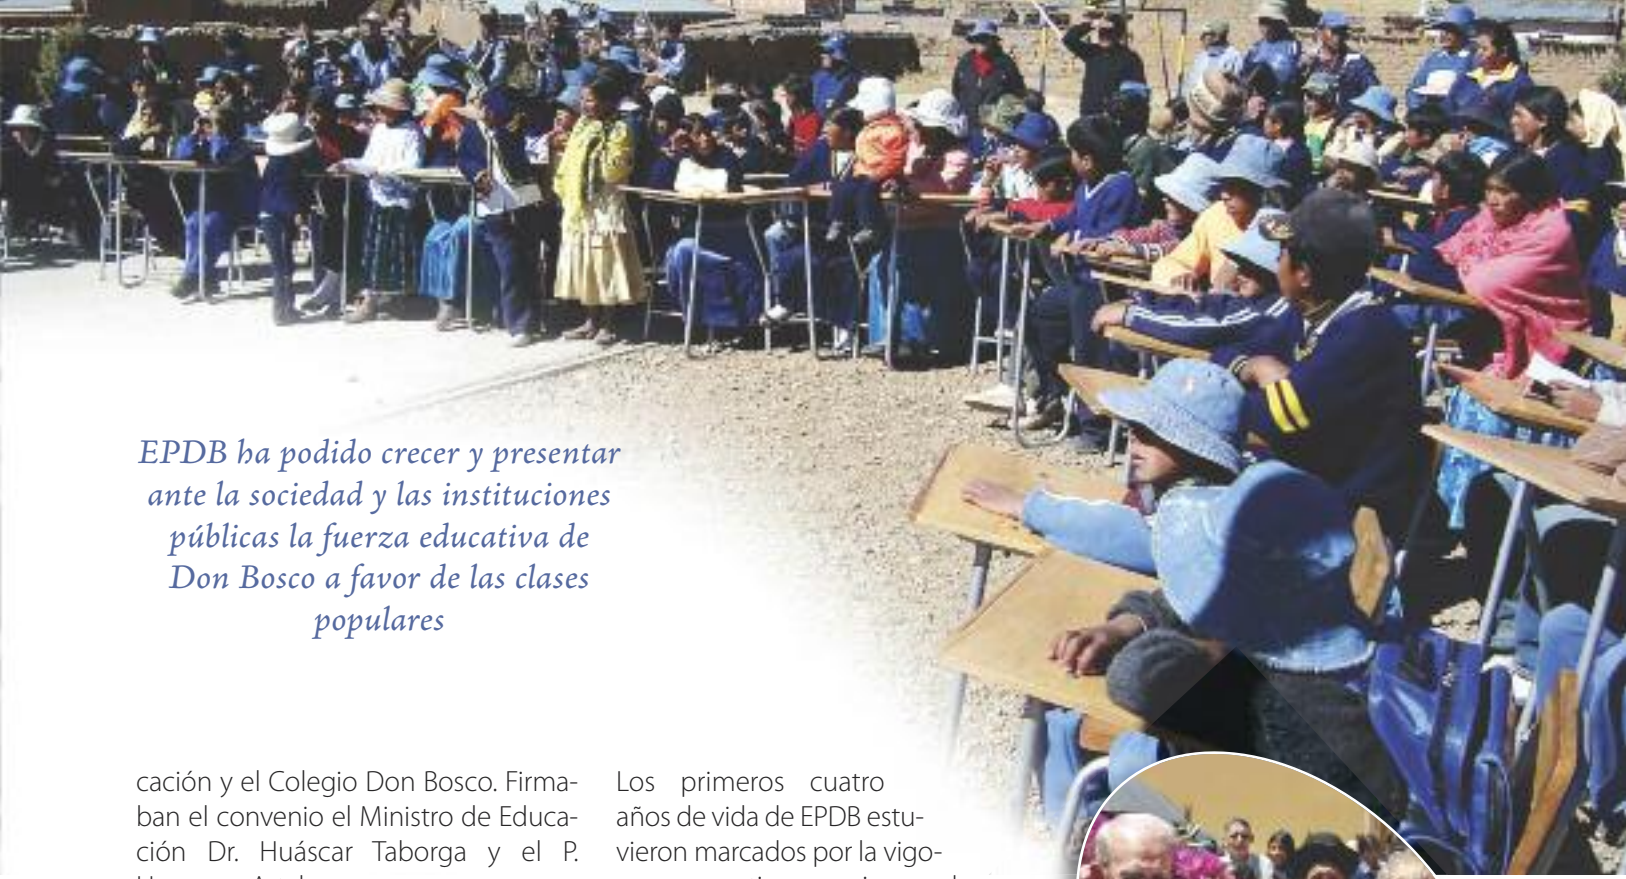 EPDB ha podido crecer y presentar
ante la sociedad y las instituciones
públicas la fuerza educativa de
Don Bosco a favor de las clases
populares
cación y el Colegio Don Bosco. Firma-
ban el convenio el Ministro de Educa-
ción Dr. Huáscar Taborga y el P.
Los primeros cuatro
años de vida de EPDB estu-
vieron marcados por la vigo-